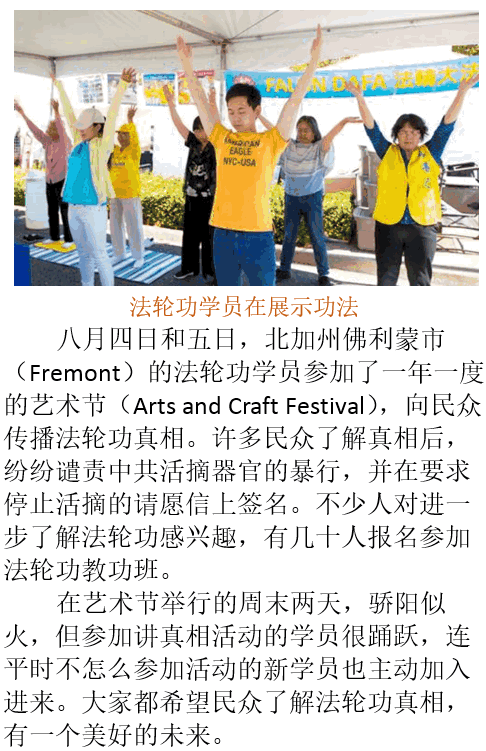 FALUN DAFA 法輪大法
AMERICAN
EAGLE
NYC-USA
法轮功学员在展示功法
八月四日和五日，北加州佛利蒙市
（Fremont）的法轮功学员参加了一年一度
的艺术节（Arts and Craft Festival），向民众
传播法轮功真相。许多民众了解真相后，
纷纷谴责中共活摘器官的暴行，并在要求
停止活摘的请愿信上签名。不少人对进一
步了解法轮功感兴趣，有几十人报名参加
法轮功教功班。
在艺术节举行的周末两天，骄阳似
火，但参加讲真相活动的学员很踊跃，连
平时不怎么参加活动的新学员也主动加入
进来。大家都希望民众了解法轮功真相，
有一个美好的未来。